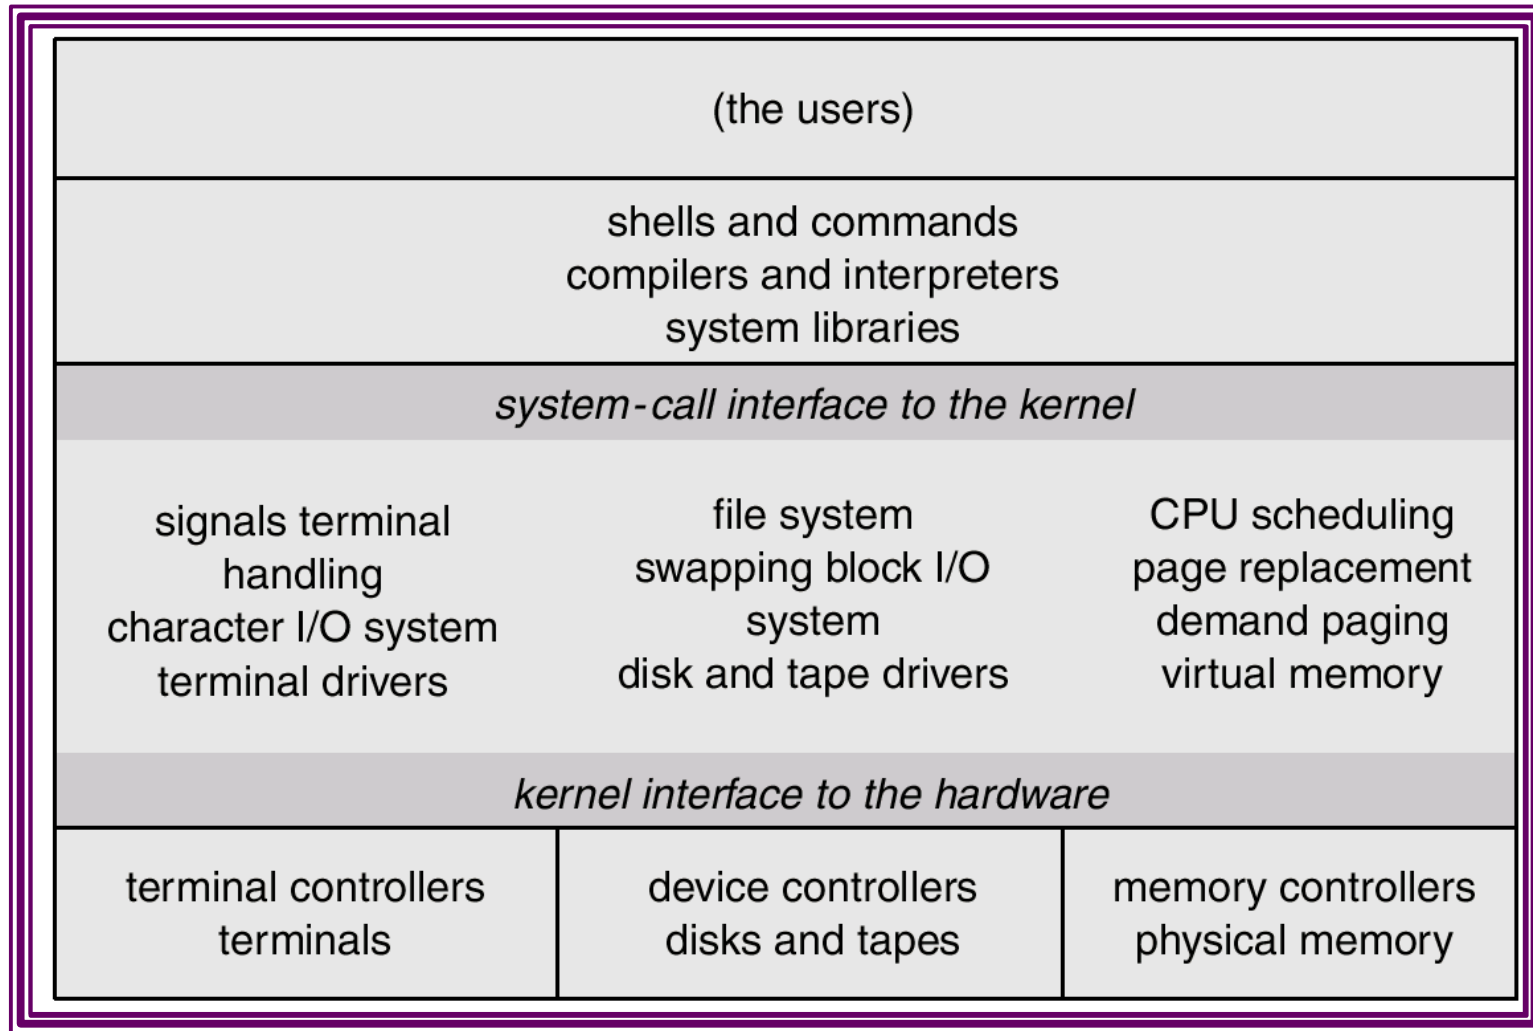 (the users)
shells and commands
compilers and interpreters
system libraries
system-call interface to the kernel
signals terminal
handling
character I/O system
terminal drivers
file system
swapping block I/O
system
disk and tape drivers
CPU scheduling
page replacement
demand paging
virtual memory
kernel interface to the hardware
terminal controllers
terminals
device controllers
disks and tapes
memory controllers
physical memory